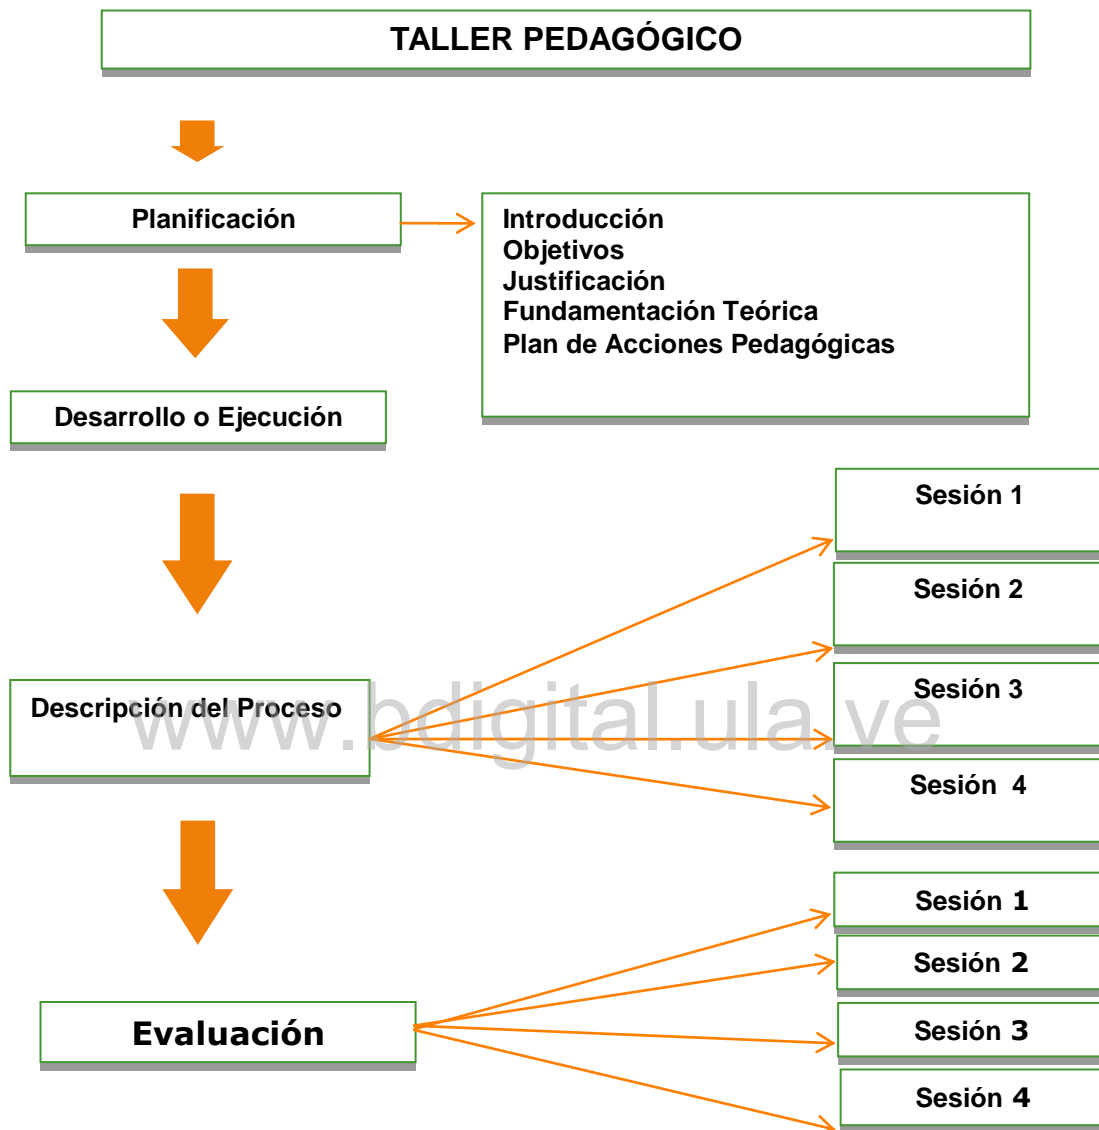 TALLER PEDAGÓGICO
Planificación
Introducción
Objetivos
Justificación
Fundamentación Teórica
Plan de Acciones Pedagógicas
Desarrollo o Ejecución
Sesión 1
Sesión 2
Sesión 3
Descripción del Proceso
www.bdigital.ula.ve
Sesión 4
Sesión 1
Sesión 2
Evaluación
Sesión 3
Sesión 4